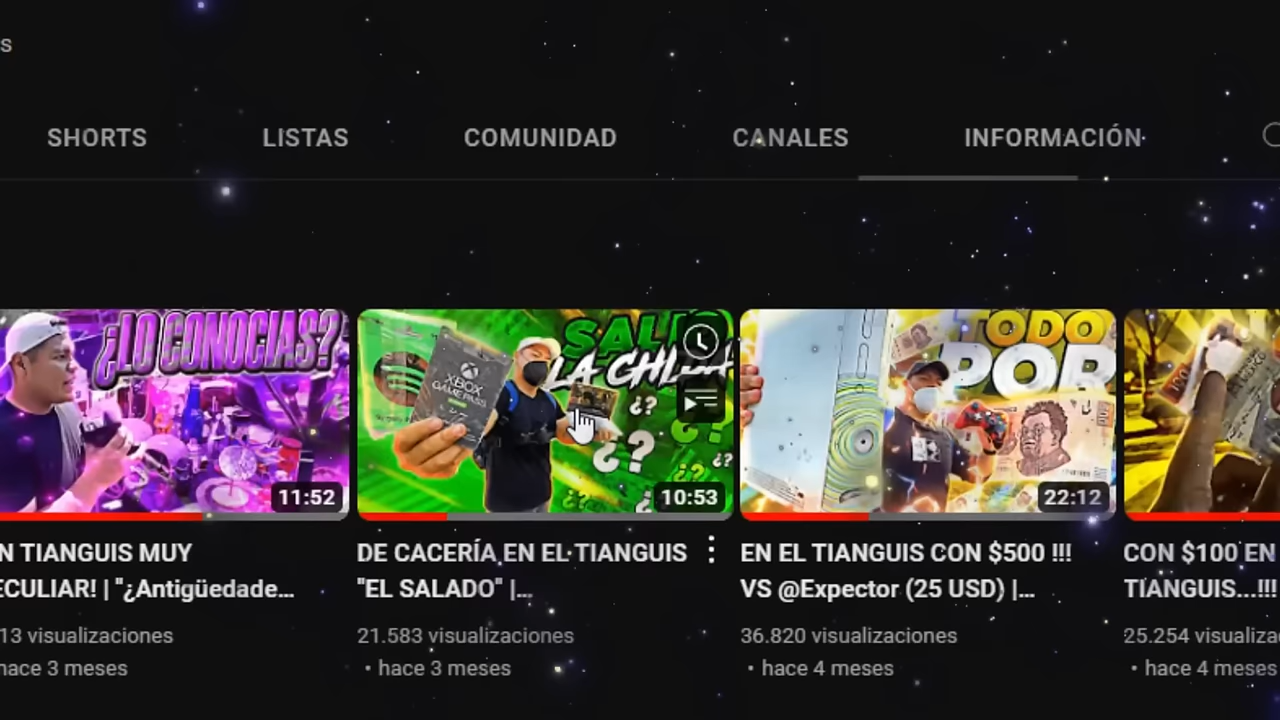 s
SHORTS LISTAS COMUNIDAD CANALES INFORMACIÓN
¿LO CONOCIAS?
11:52
XBOX
GAME PASS
LA
¿?
¿?
10:53
TODO
POR
22:12
N TIANGUIS MUY
ECULIAR! | "¿Antigüedade...
13 visualizaciones
hace 3 meses
DE CACERÍA EN EL TIANGUIS
"EL SALADO" |...
21.583 visualizaciones
• hace 3 meses
EN EL TIANGUIS CON $500 !!!
VS @Expector (25 USD) |...
36.820 visualizaciones
• hace 4 meses
CON $100 EN
TIANGUIS...!!!
25.254 visualiza
• hace 4 meses